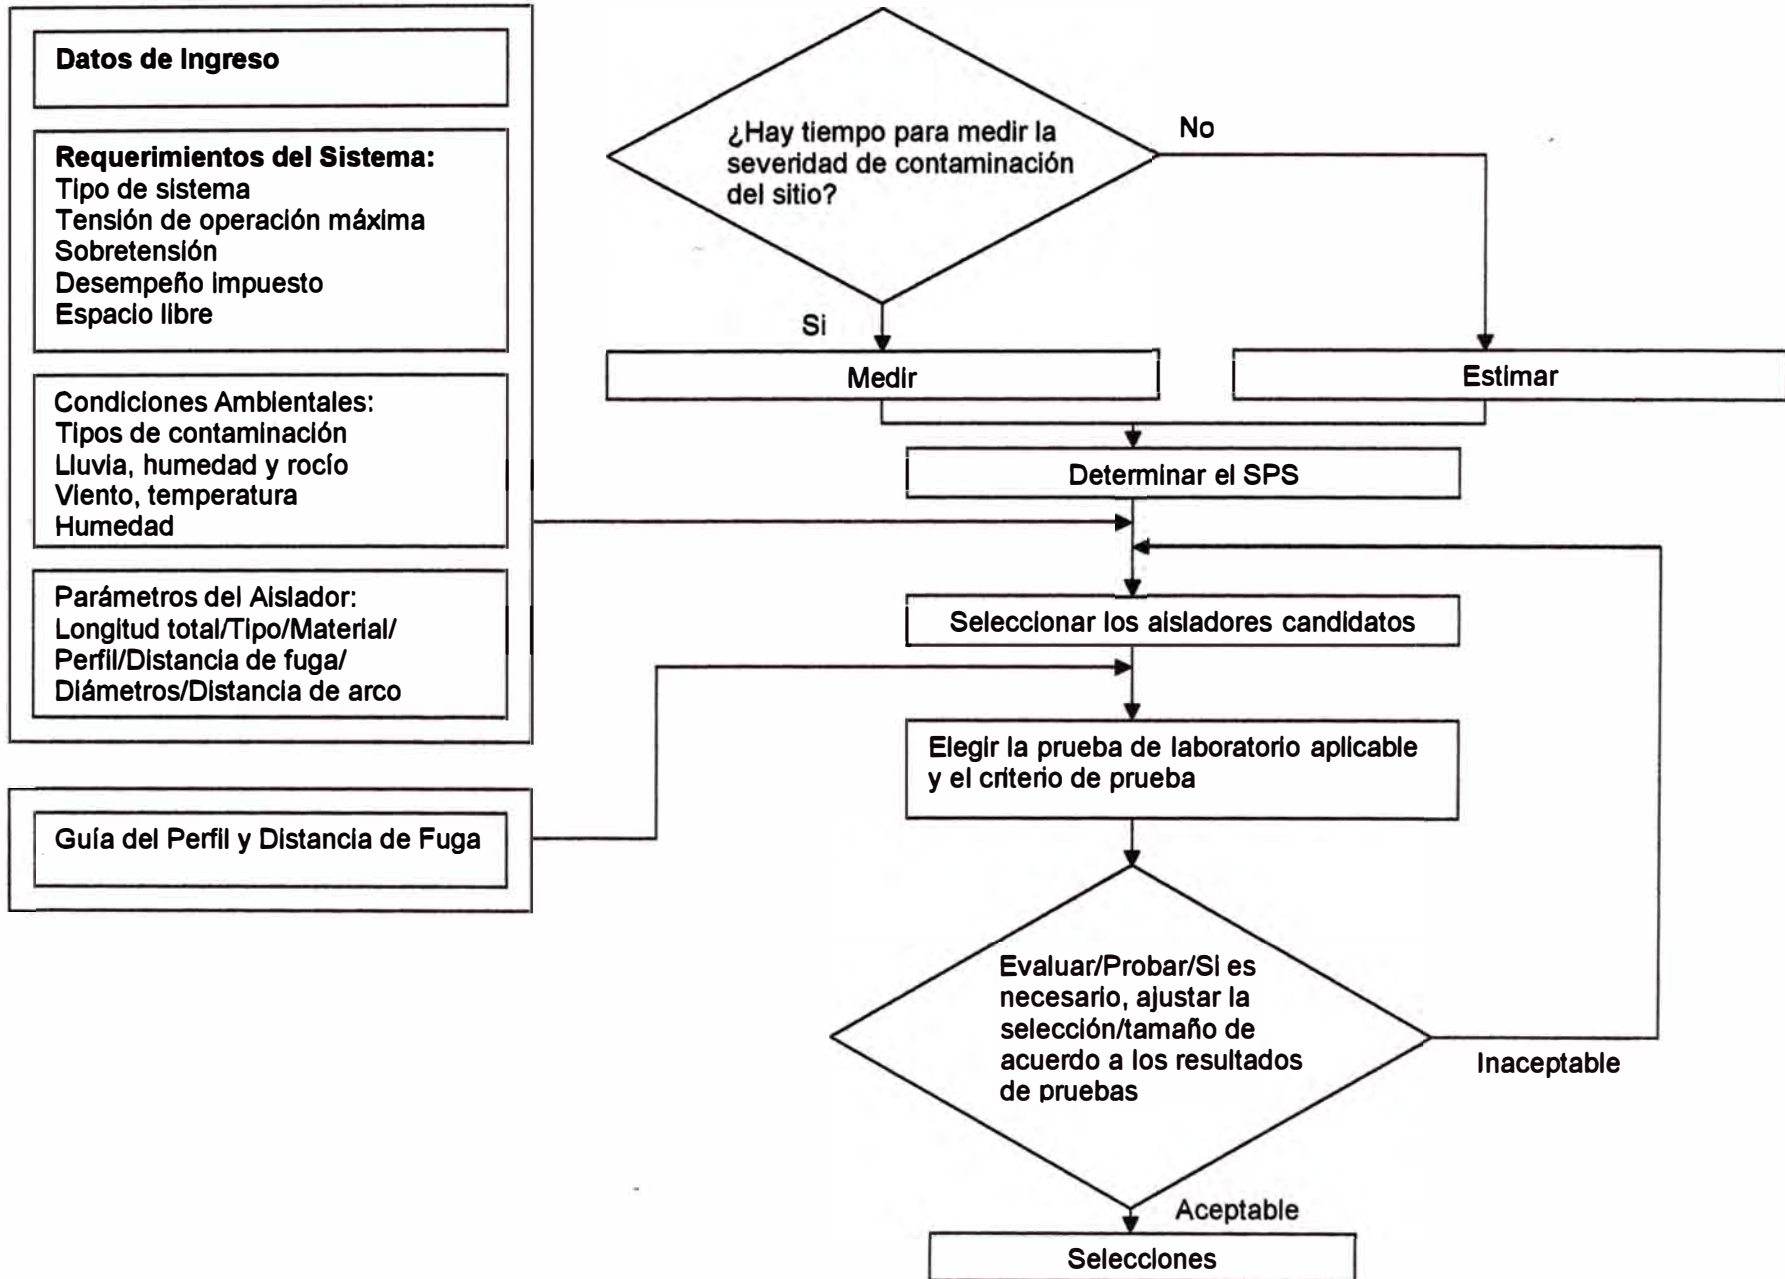 Datos de Ingreso
Requerimientos del Sistema:
Tipo de sistema
Tensión de operación máxima
Sobretensión
Desempeño impuesto
Espacio libre
Condiciones Ambientales:
Tipos de contaminación
Lluvia, humedad y rocío
Viento, temperatura
Humedad
Parámetros del Aislador:
Longitud total/Tipo/Material/
Perfil/Distancia de fuga/
Diámetros/Distancia de arco
Guía del Perfil y Distancia de Fuga
¿Hay tiempo para medir la
severidad de contaminación
del sitio?
No
Si
Medir
Estimar
Determinar el SPS
Seleccionar los aisladores candidatos
Elegir la prueba de laboratorio aplicable
y el criterio de prueba
Evaluar/Probar/Si es
necesario, ajustar la
selección/tamaño de
acuerdo a los resultados
de pruebas
Inaceptable
Aceptable
Selecciones